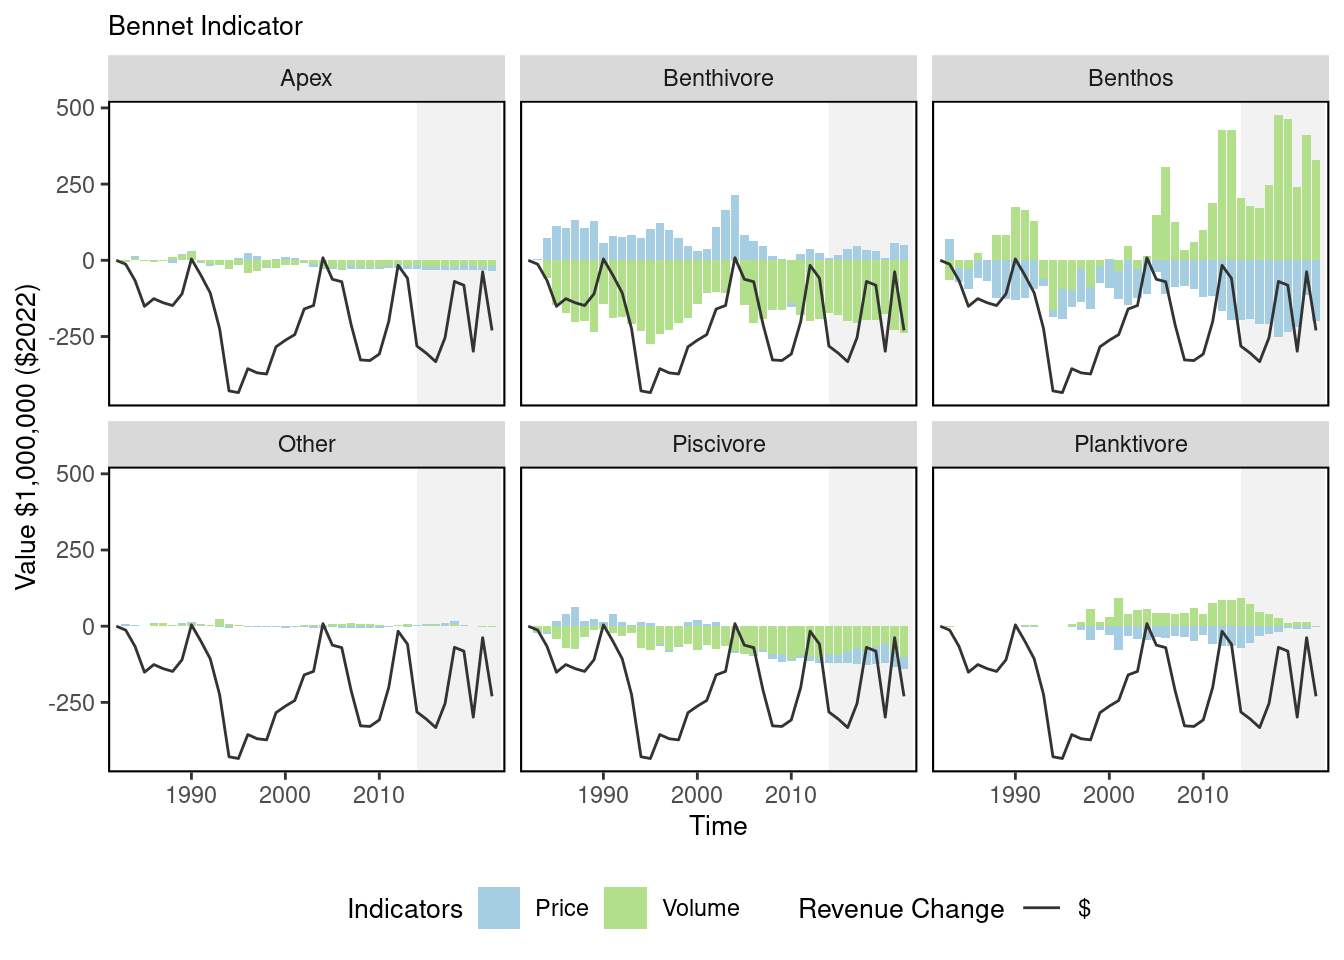 Bennet Indicator
Apex
Benthivore
Benthos
500
250
0
-250
Other
Piscivore
Planktivore
500
250
0
-250
1990 2000 2010
1990 2000 2010
1990 2000 2010
Value $1,000,000 ($2022)
Time
Indicators Price Volume Revenue Change $